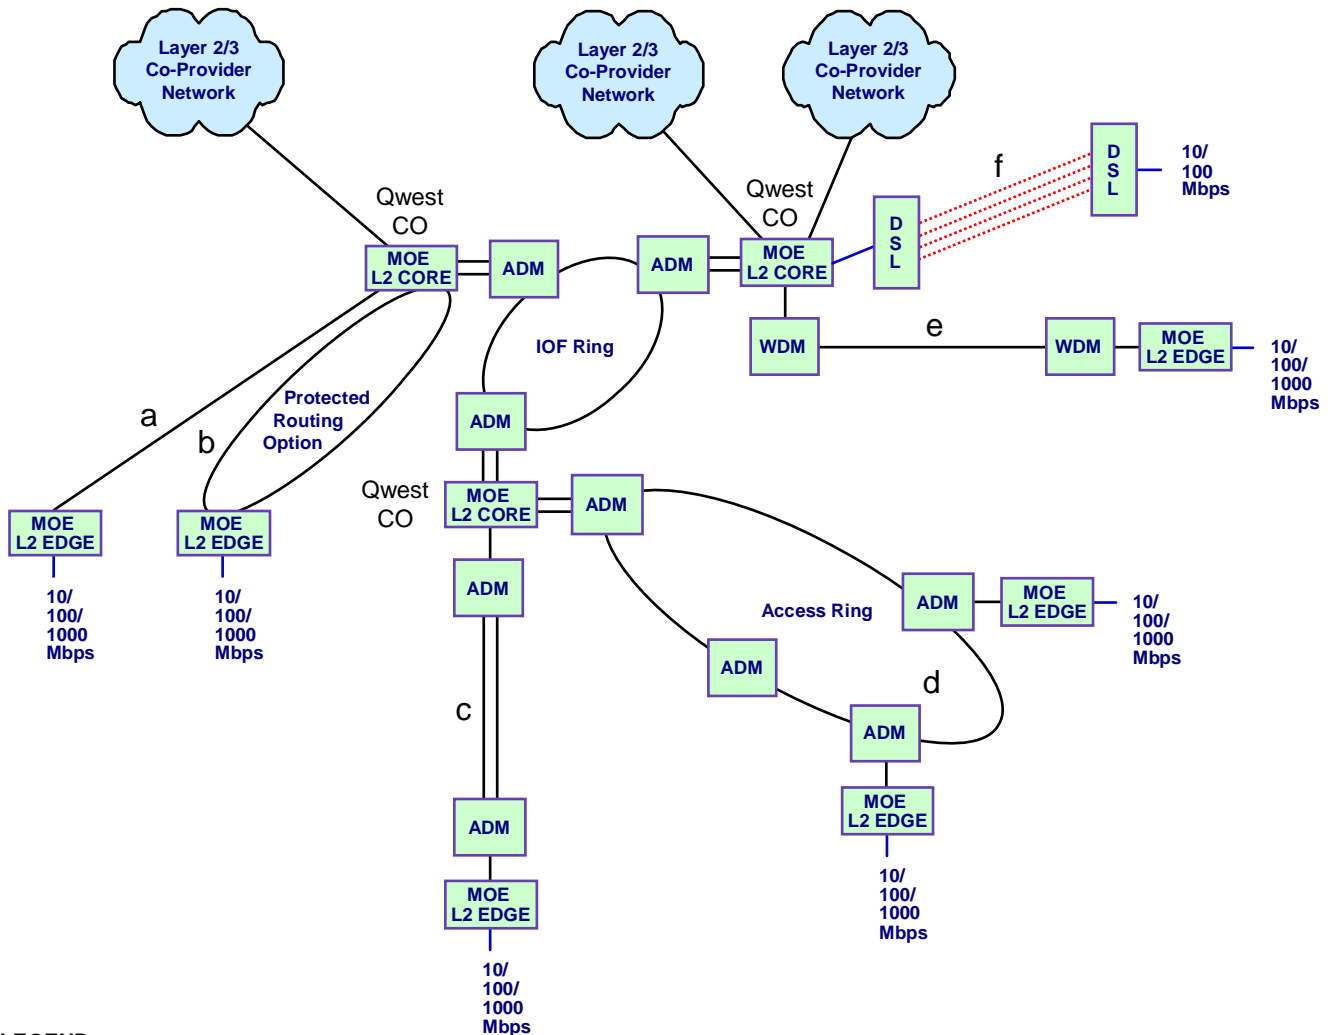 Layer 2/3
Co-Provider
Network
Layer 2/3
Co-Provider
Network
Layer 2/3
Co-Provider
Network
Qwest
CO
MOE
L2 CORE
ADM
IOF Ring
ADM
Qwest
CO
MOE
L2 CORE
D
S
L
f
D
S
L
10/
100
Mbps
WDM
e
WDM
MOE
L2 EDGE
10/
100/
1000
Mbps
a
b
Protected
Routing
Option
ADM
MOE
L2 EDGE
10/
100/
1000
Mbps
MOE
L2 EDGE
10/
100/
1000
Mbps
Qwest
CO
MOE
L2 CORE
ADM
ADM
c
ADM
MOE
L2 EDGE
10/
100/
1000
Mbps
Access Ring
ADM
MOE
L2 EDGE
10/
100/
1000
Mbps
ADM
d
ADM
MOE
L2 EDGE
10/
100/
1000
Mbps
LEGEND